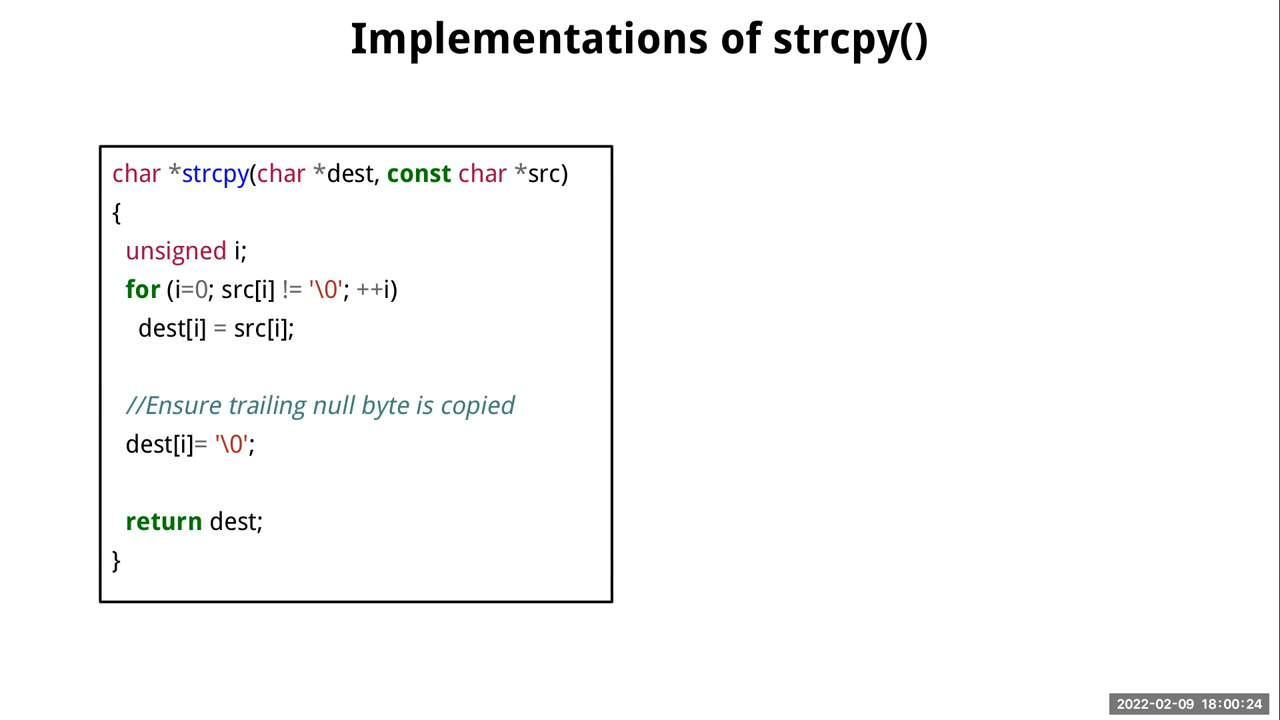 Implementations of strcpy()
char *strcpy(char *dest, const char *src)
{
unsigned i;
for (i=0; src[i] != '\0'; ++i)
dest[i] = src[i];
//Ensure trailing null byte is copied
dest[i]= '\0';
return dest;
}
2022-02-09 18:00:24